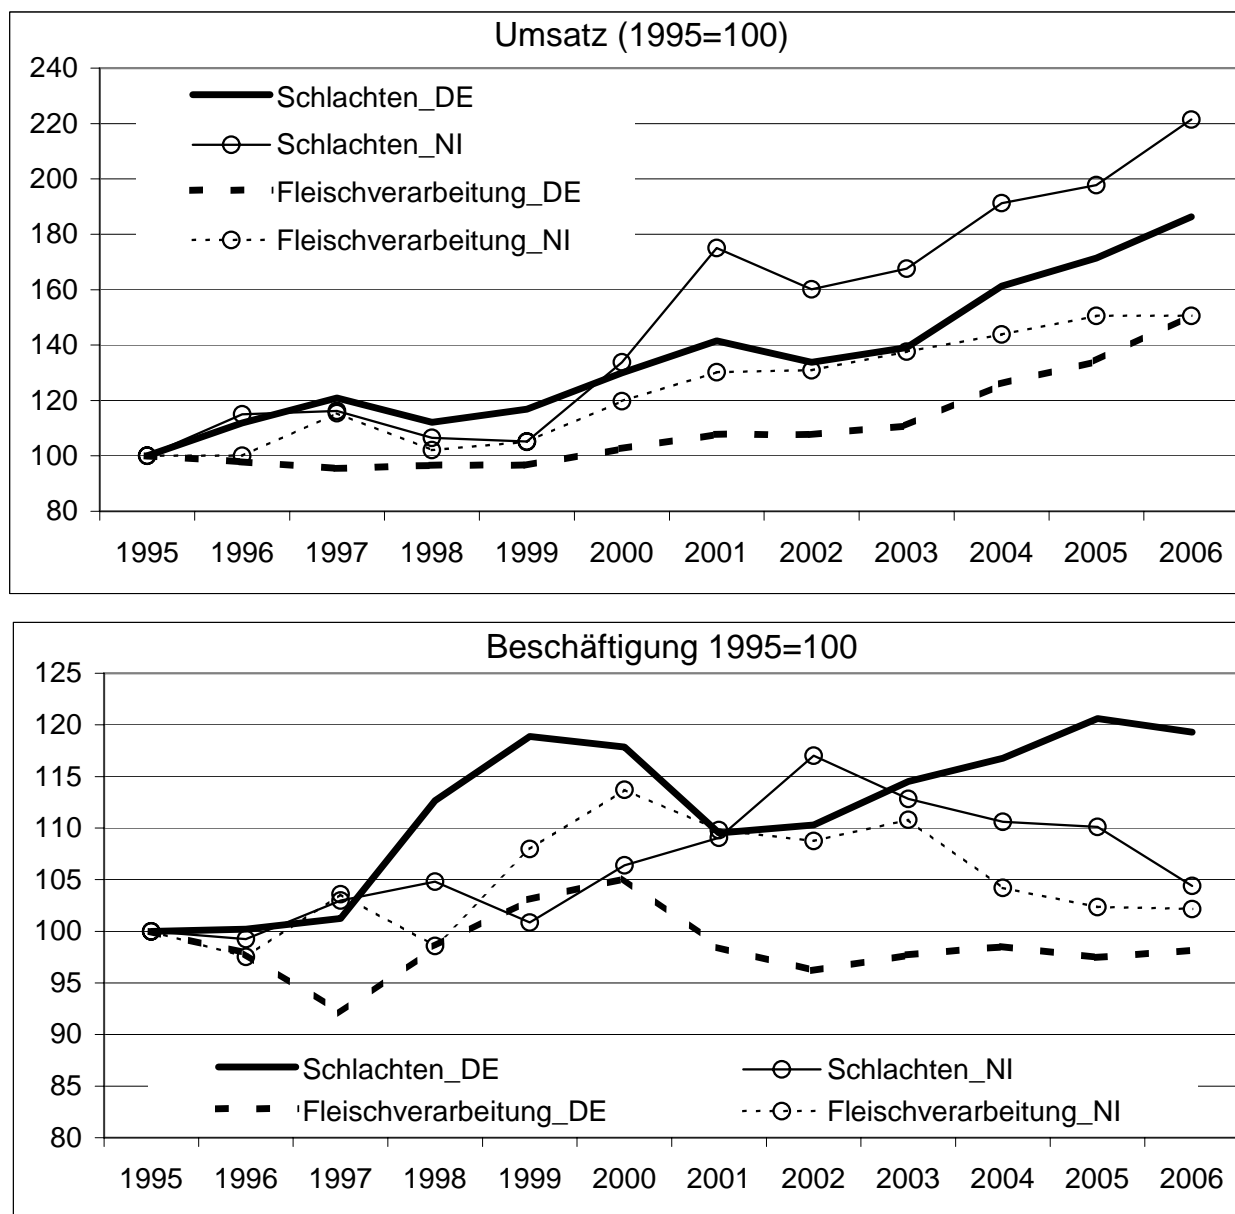 Umsatz (1995=100)
240
220
200
180
160
140
120
100
80
Schlachten_DE
Schlachten_NI
Fleischverarbeitung_DE
Fleischverarbeitung_NI
1995 1996 1997 1998 1999 2000 2001 2002 2003 2004 2005 2006
Beschäftigung 1995=100
125
120
115
110
105
100
95
90
85
80
Schlachten_DE Schlachten_NI
Fleischverarbeitung_DE Fleischverarbeitung_NI
1995 1996 1997 1998 1999 2000 2001 2002 2003 2004 2005 2006